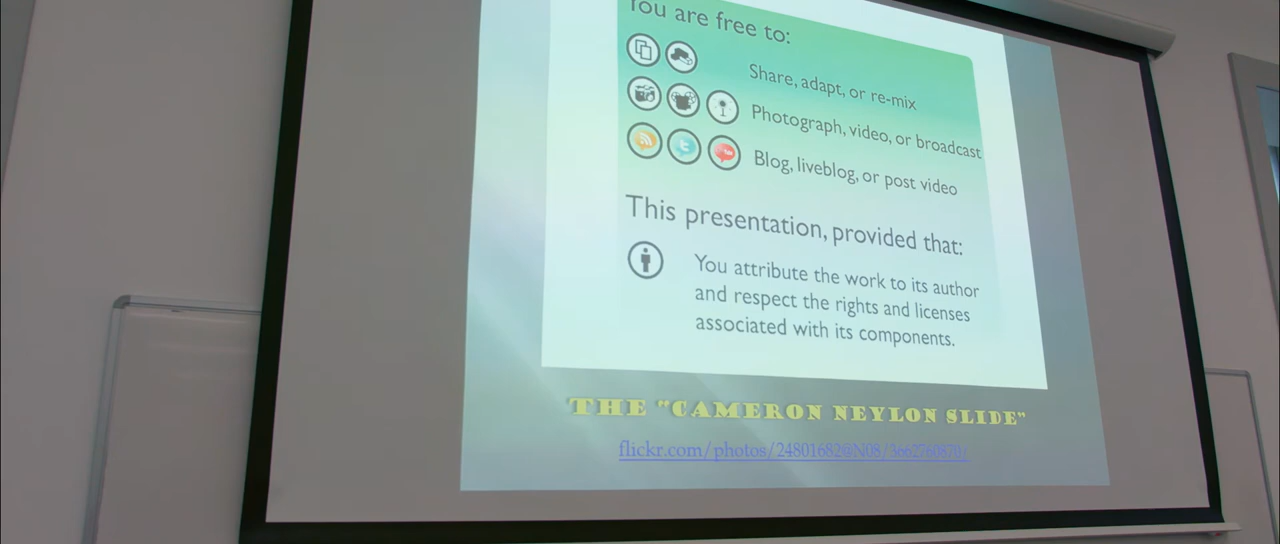 You are free to:
Share, adapt, or re-mix
Photograph, video, or broadcast
Blog, liveblog, or post video
This presentation, provided that:
You attribute the work to its author
and respect the rights and licenses
associated with its components.
THE "CAMERON NEYLON SLIDE"
flickr.com/photos/24801682@N08/3662760870/